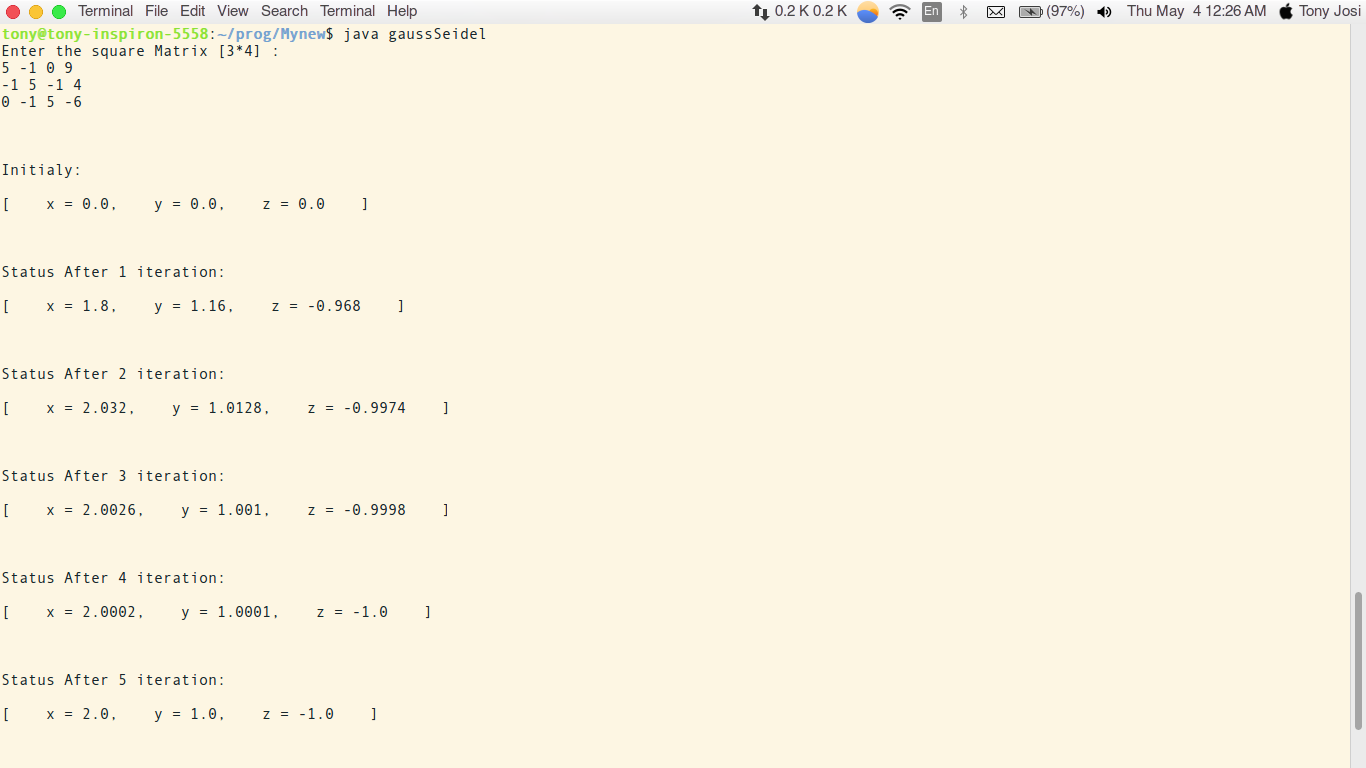 Terminal File Edit View Search Terminal Help 0.2 K 0.2 K En (97%) Thu May 4 12:26 AM Tony Josi
tony@tony-inspiron-5558:~/prog/Mynew$ java gaussSeidel
Enter the square Matrix [3*4] :
5 -1 0 9
-1 5 -1 4
0 -1 5 -6
Initialy:
[    x = 0.0,    y = 0.0,    z = 0.0    ]
Status After 1 iteration:
[    x = 1.8,    y = 1.16,    z = -0.968    ]
Status After 2 iteration:
[    x = 2.032,    y = 1.0128,    z = -0.9974    ]
Status After 3 iteration:
[    x = 2.0026,    y = 1.001,    z = -0.9998    ]
Status After 4 iteration:
[    x = 2.0002,    y = 1.0001,    z = -1.0    ]
Status After 5 iteration:
[    x = 2.0,    y = 1.0,    z = -1.0    ]